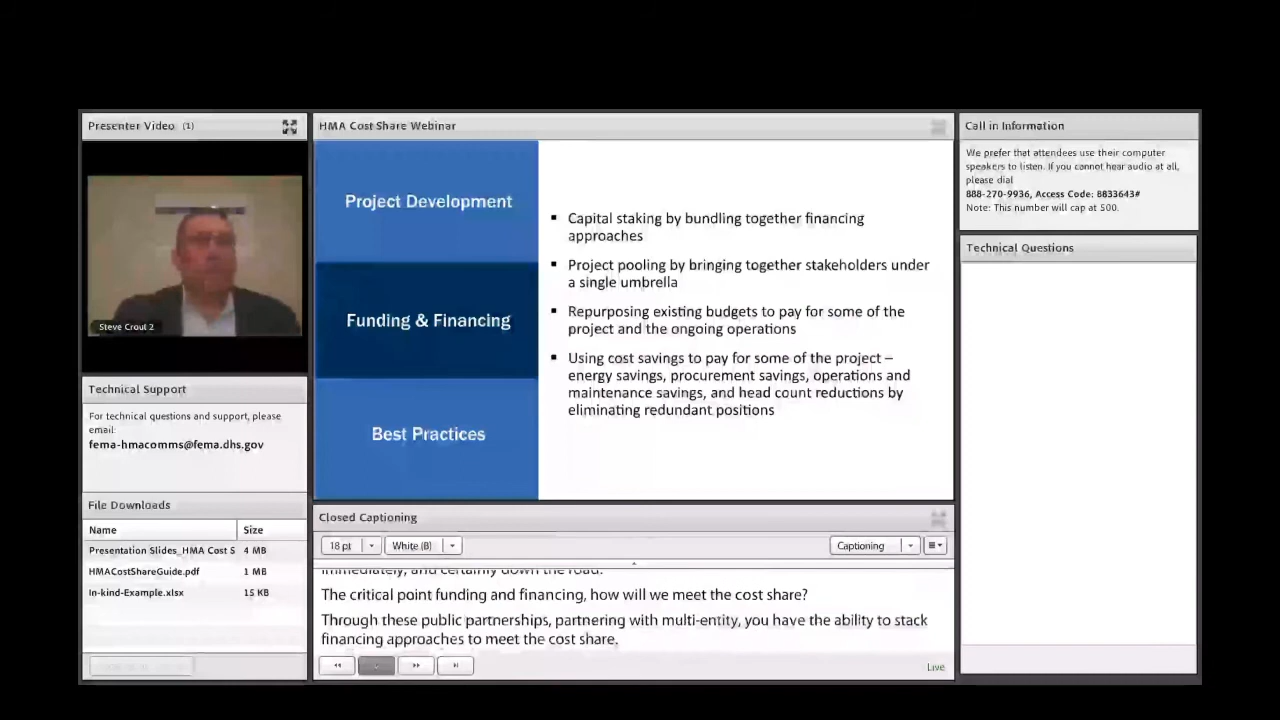 Presenter Video (1)
Steve Crout 2
Technical Support
For technical questions and support, please
email:
fema-hmacomms@fema.dhs.gov
File Downloads
Name Size
Presentation Slides_HMA Cost S 4 MB
HMACostShareGuide.pdf 1 MB
In-kind-Example.xlsx 15 KB
HMA Cost Share Webinar
Project Development
Funding & Financing
Best Practices
▪ Capital staking by bundling together financing
approaches
▪ Project pooling by bringing together stakeholders under
a single umbrella
▪ Repurposing existing budgets to pay for some of the
project and the ongoing operations
▪ Using cost savings to pay for some of the project –
energy savings, procurement savings, operations and
maintenance savings, and head count reductions by
eliminating redundant positions
Closed Captioning
18 pt White (B) Captioning
immediately, and certainly down the road.
The critical point funding and financing, how will we meet the cost share?
Through these public partnerships, partnering with multi-entity, you have the ability to stack
financing approaches to meet the cost share.
Live
Call in Information
We prefer that attendees use their computer
speakers to listen. If you cannot hear audio at all,
please dial
888-270-9936, Access Code: 8833643#
Note: This number will cap at 500.
Technical Questions